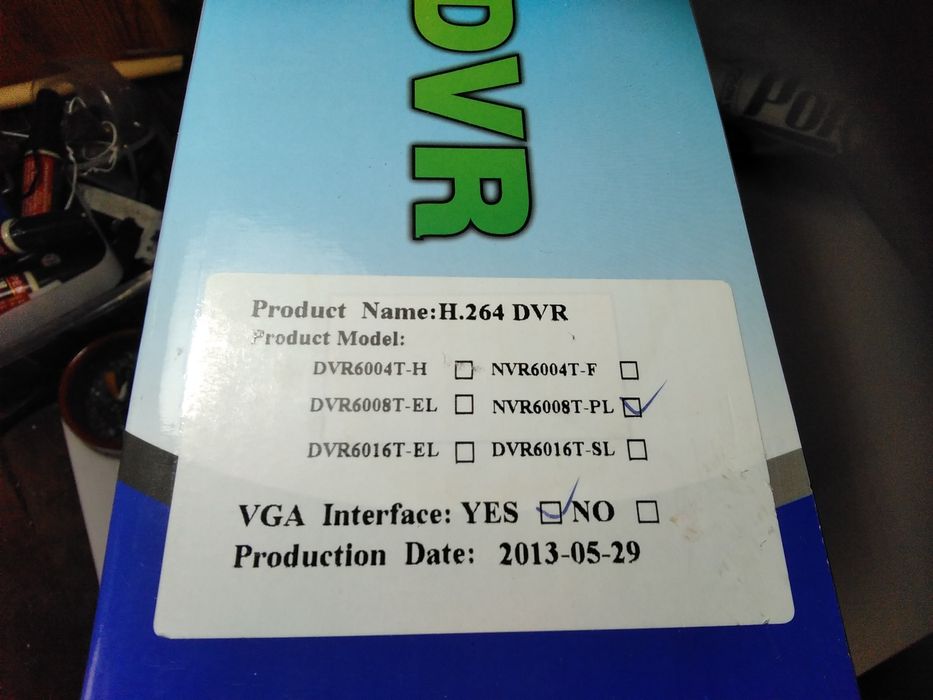 DVR
Product Name:H.264 DVR
Product Model:
DVR6004T-H ☐ NVR6004T-F ☐
DVR6008T-EL ☐ NVR6008T-PL ☑
DVR6016T-EL ☐ DVR6016T-SL ☐
VGA Interface: YES ☑ NO ☐
Production Date: 2013-05-29